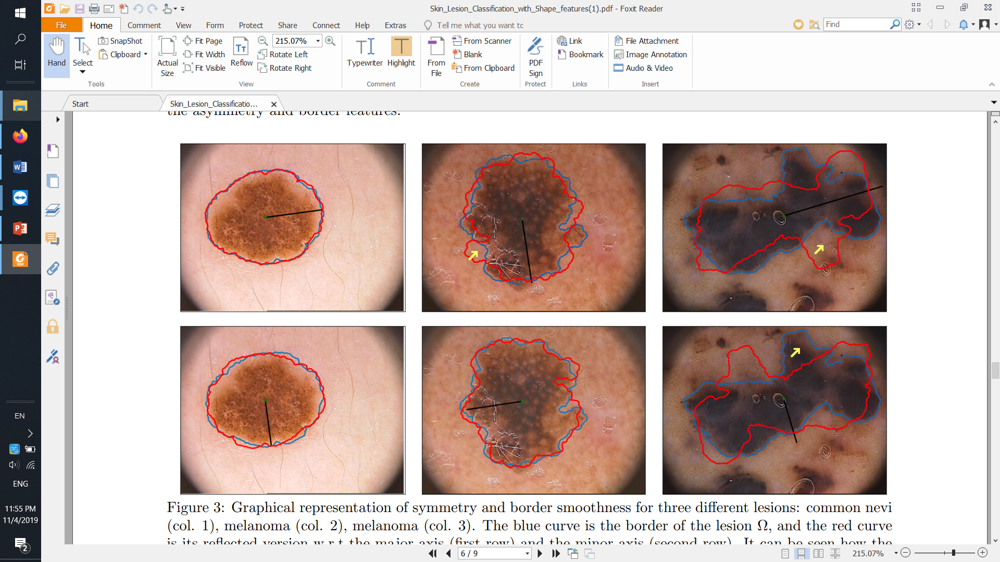 Skin_Lesion_Classification_with_Shape_features(1).pdf - Foxit Reader
File Home Comment View Form Protect Share Connect Help Extras Tell me what you want to Find
Hand
Select
SnapShot
Clipboard
Tools
Actual Size
Fit Page
Fit Width
Fit Visible
Reflow
215.07%
Rotate Left
Rotate Right
View
Typewriter
Highlight
Comment
From File
From Scanner
Blank
From Clipboard
Create
PDF Sign
Protect
Link
Bookmark
Links
File Attachment
Image Annotation
Audio & Video
Insert
Start
Skin_Lesion_Classificatio...
the asymmetry and border features.
Figure 3: Graphical representation of symmetry and border smoothness for three different lesions: common nevi
(col. 1), melanoma (col. 2), melanoma (col. 3). The blue curve is the border of the lesion Ω, and the red curve
is its reflected version w.r.t the major axis (first row) and the minor axis (second row). It can be seen how the
6 / 9
215.07%
EN
ENG
11:55 PM
11/4/2019
2